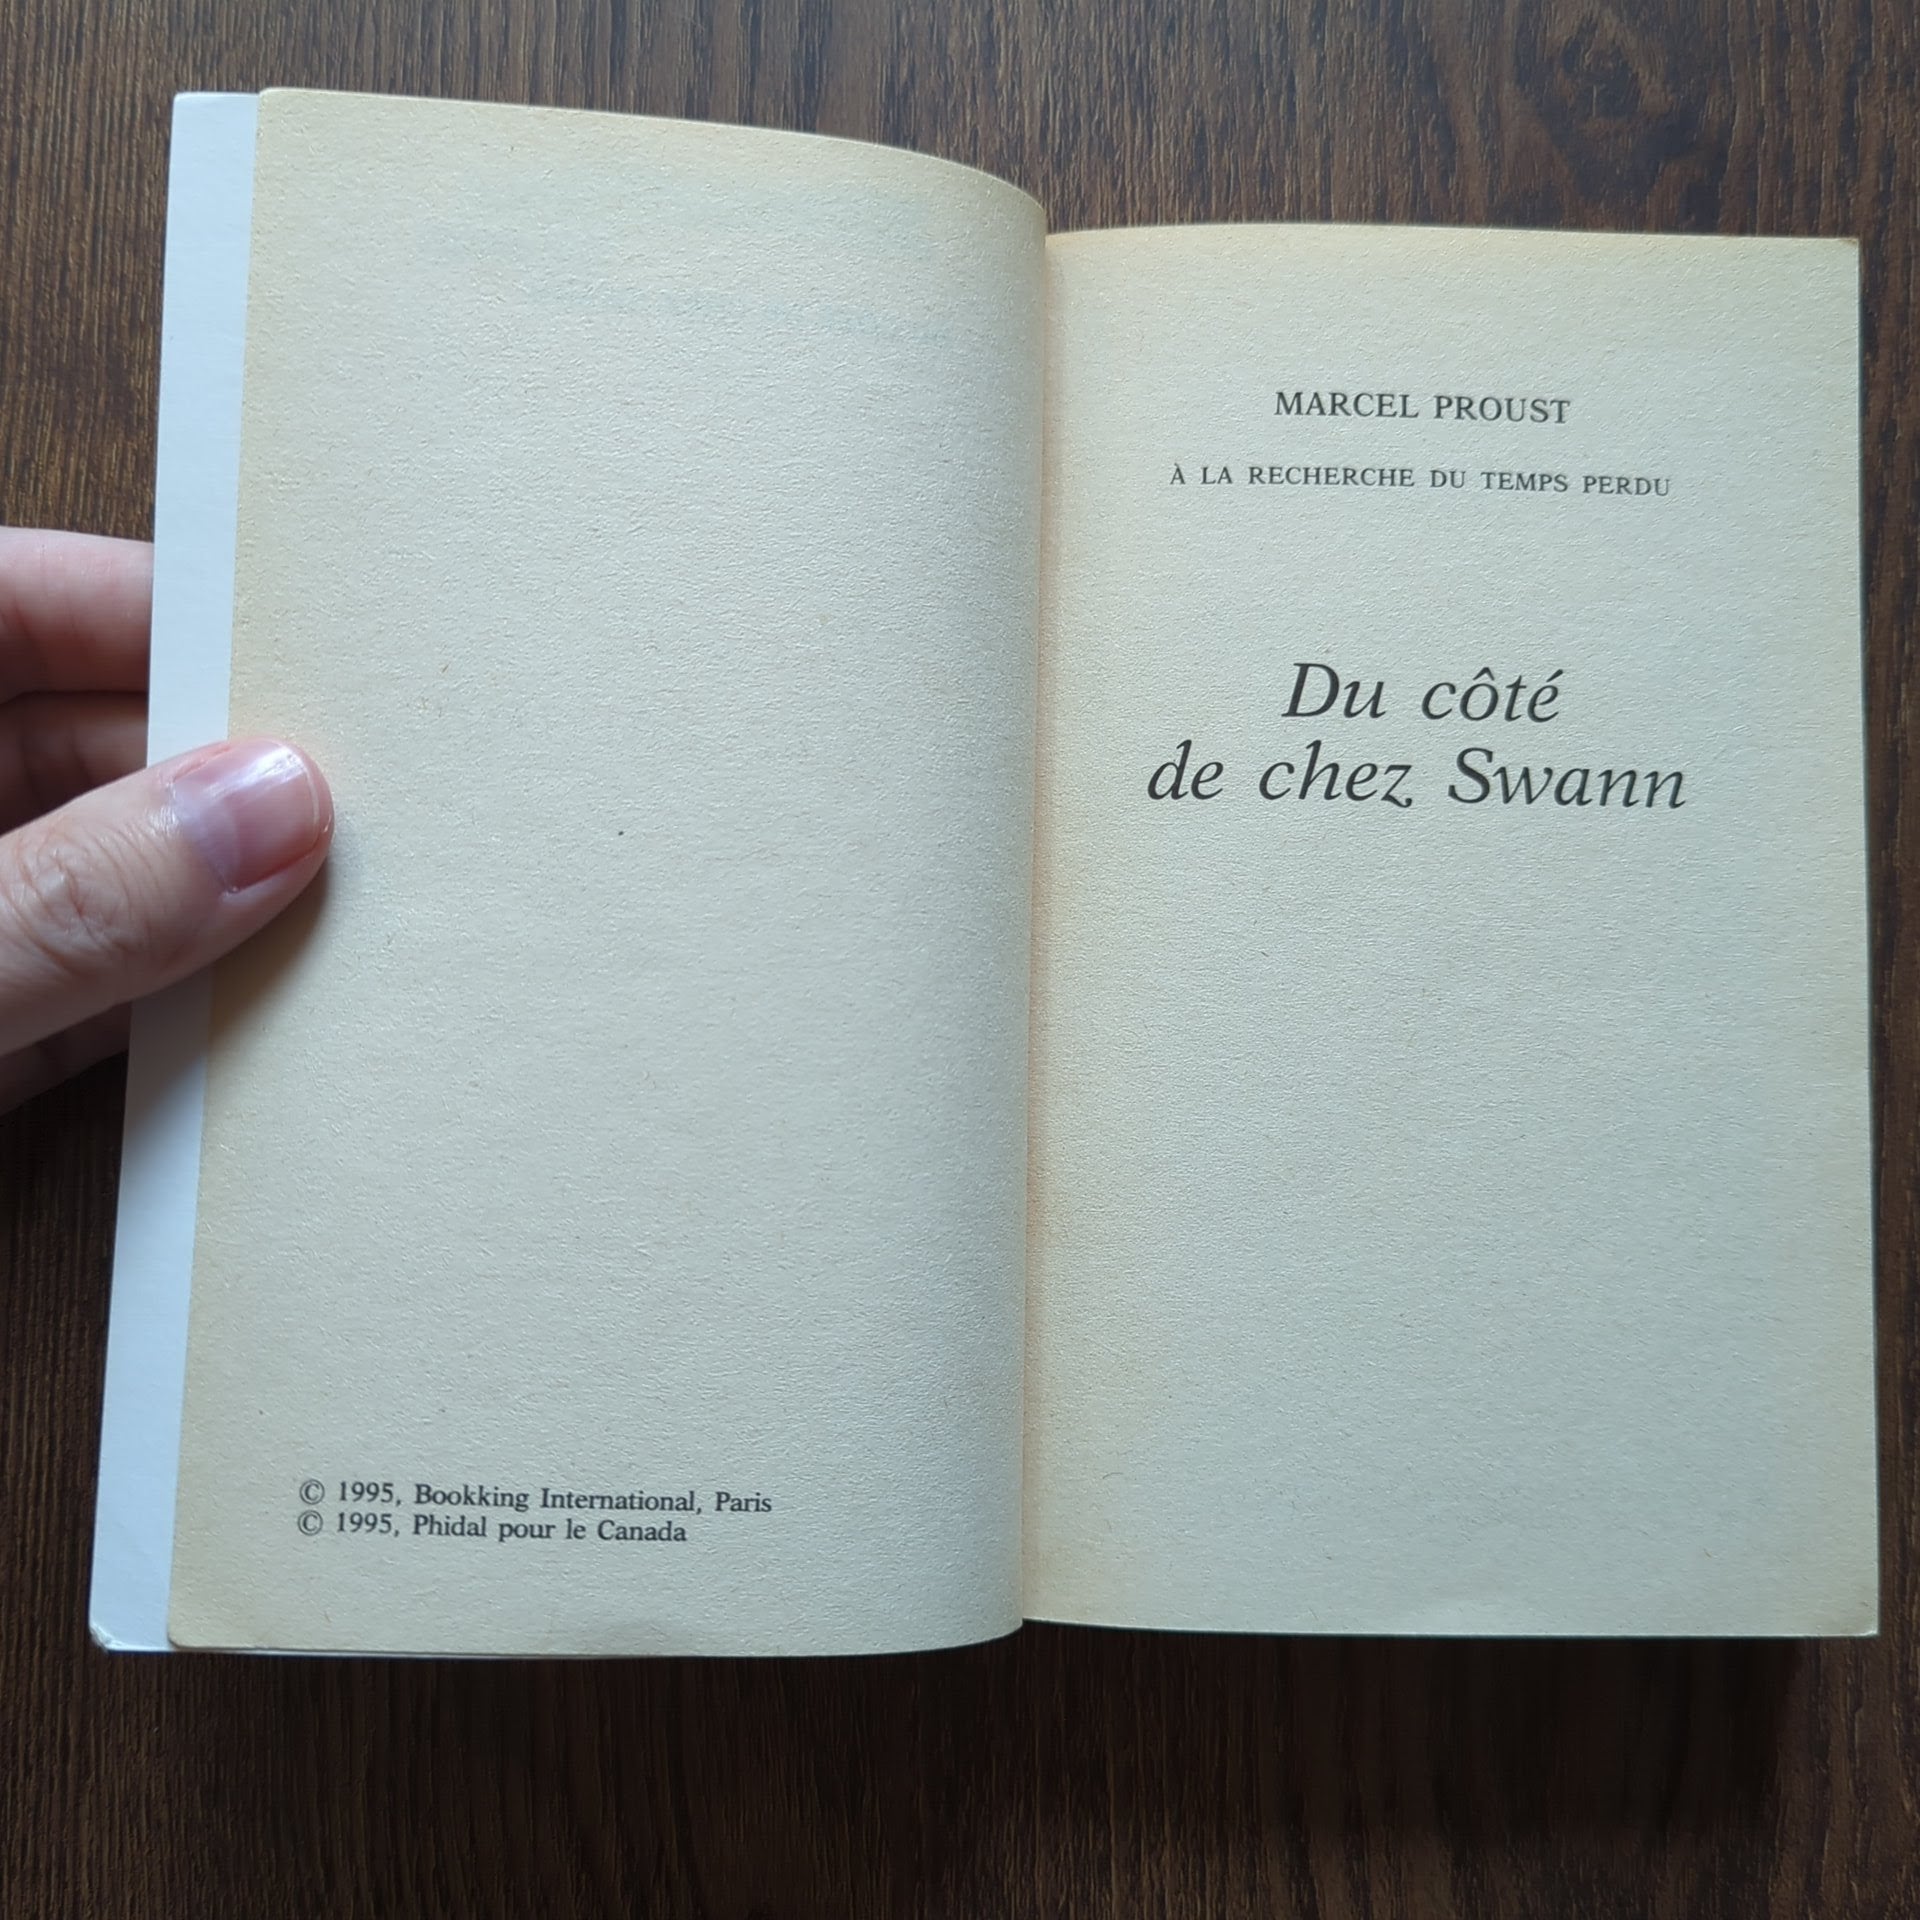 © 1995, Bookking International, Paris
© 1995, Phidal pour le Canada
MARCEL PROUST
À LA RECHERCHE DU TEMPS PERDU
Du côté
de chez Swann